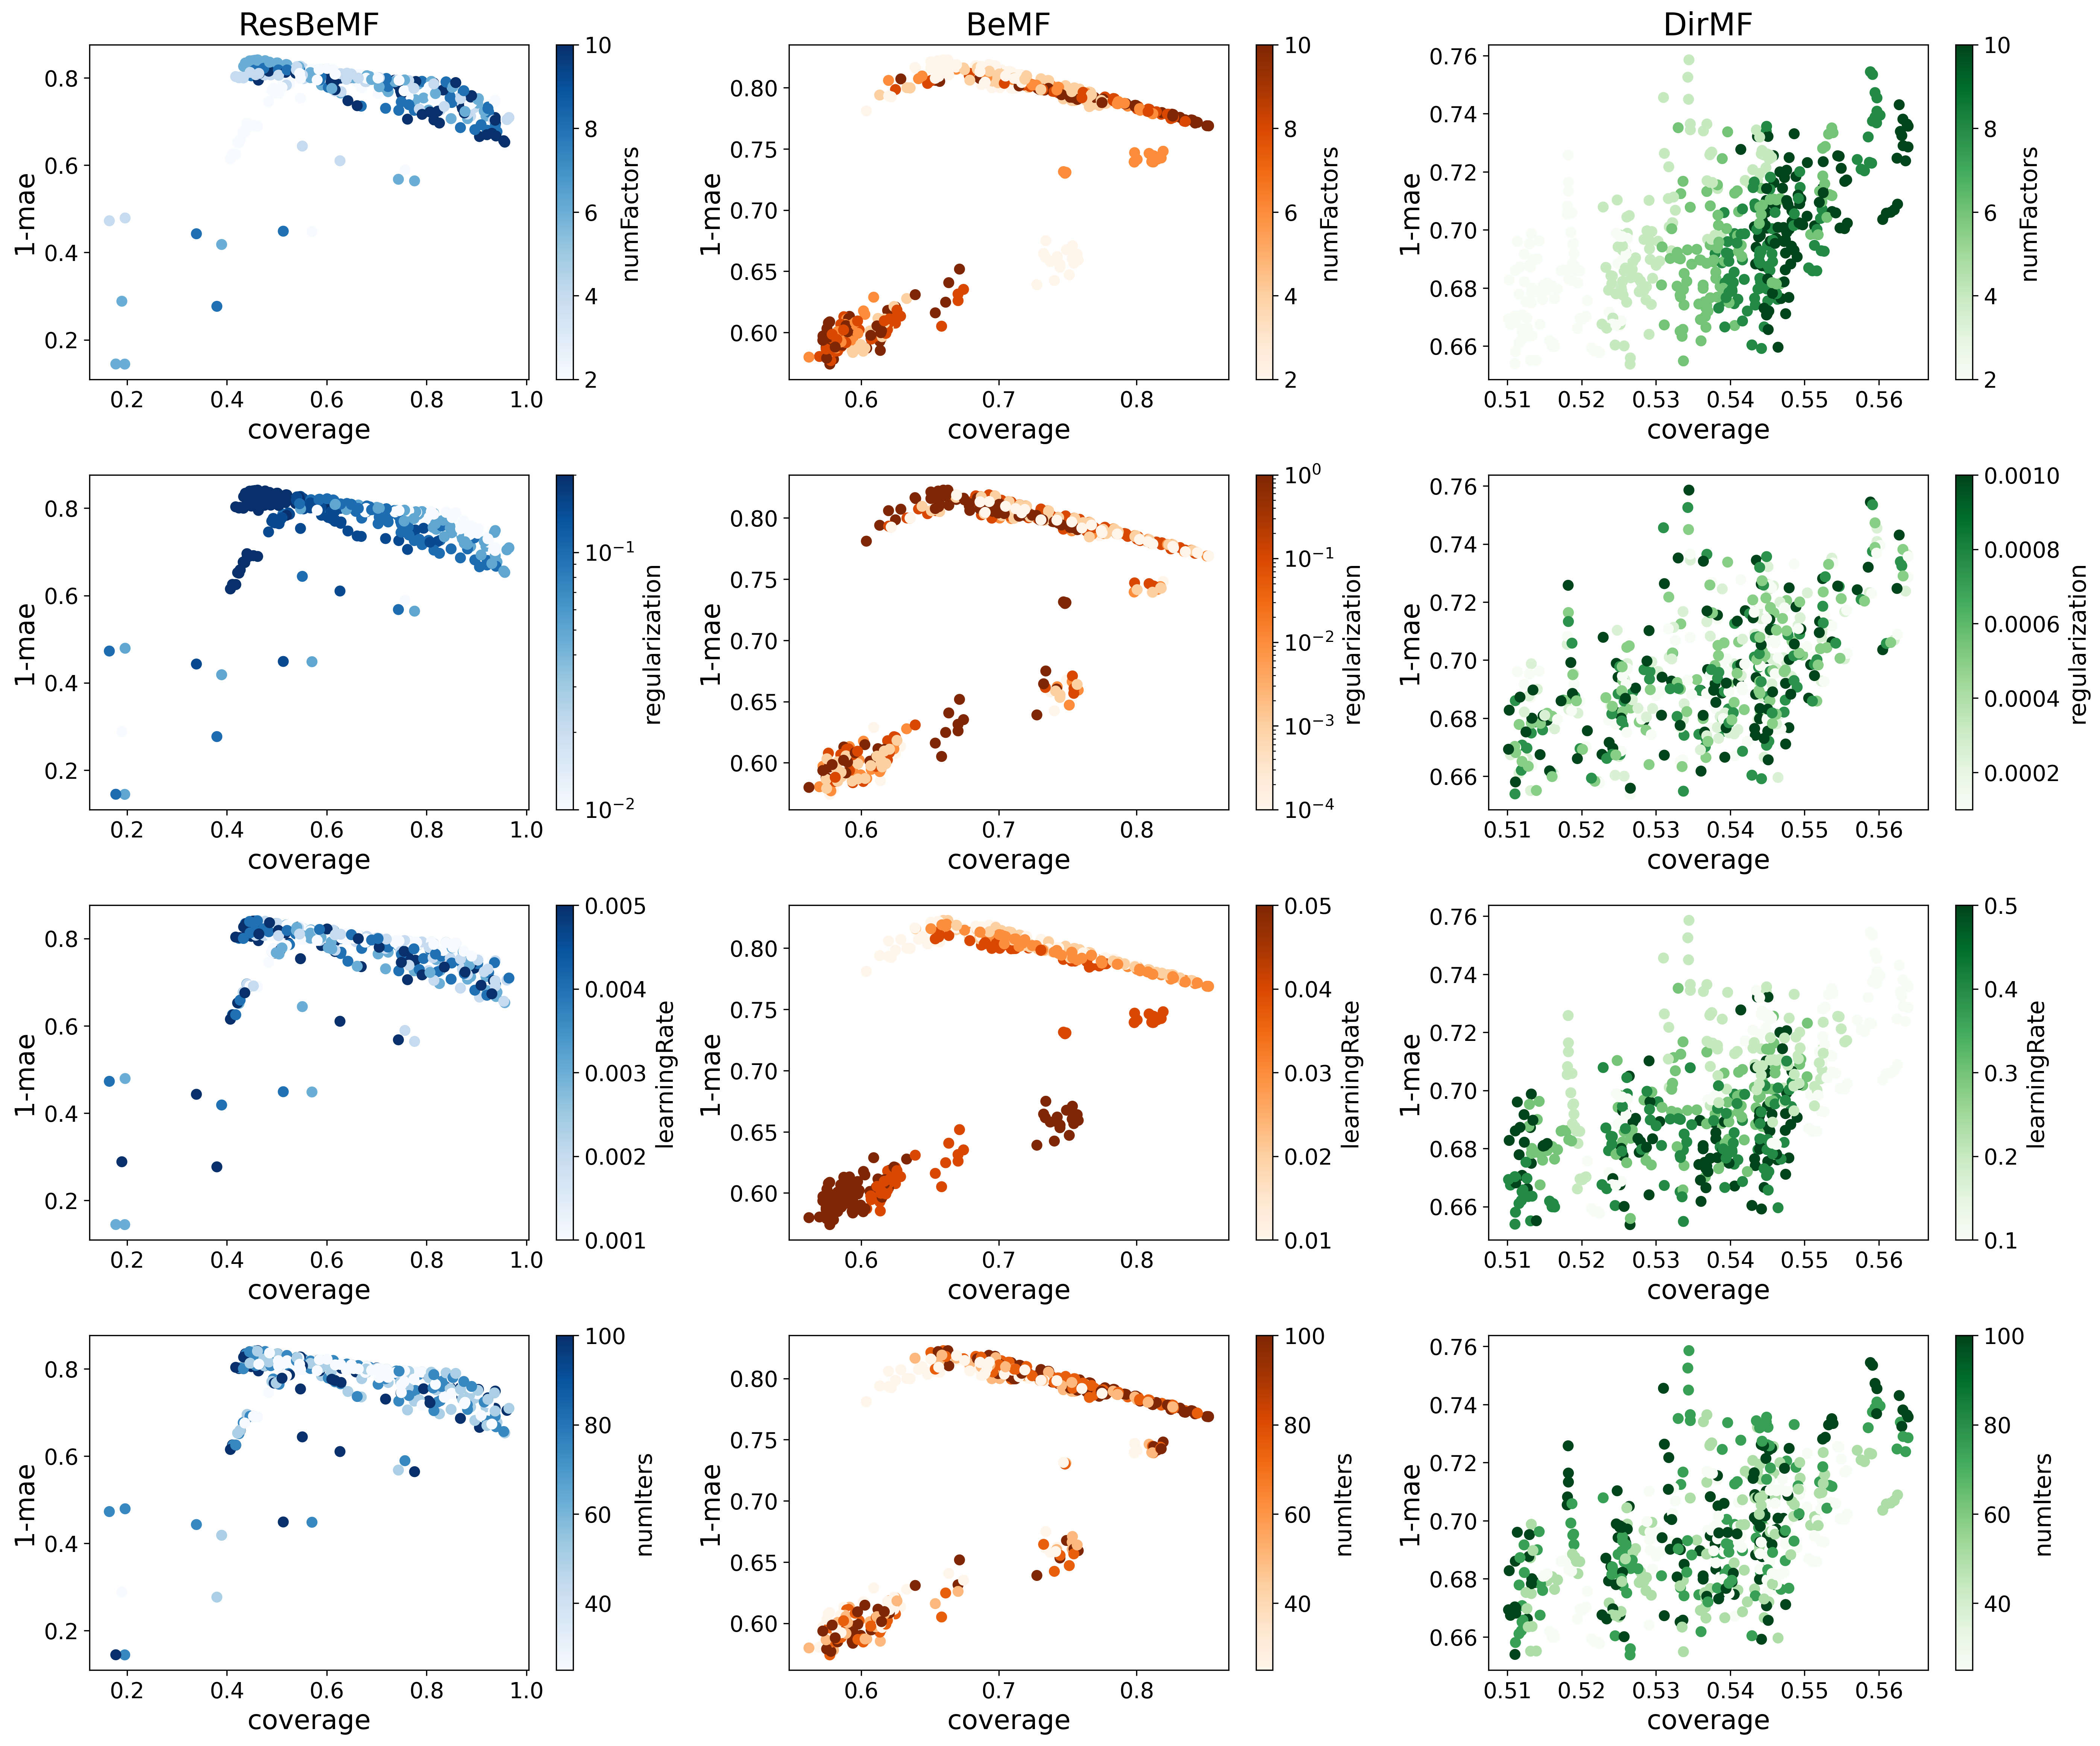 ResBeMF BeMF DirMF
1-mae 0.8 0.6 0.4 0.2 10 8 6 4 2 numFactors 1-mae 0.80 0.75 0.70 0.65 0.60 10 8 6 4 2 numFactors 1-mae 0.76 0.74 0.72 0.70 0.68 0.66 10 8 6 4 2 numFactors
0.2 0.4 0.6 0.8 1.0 0.6 0.7 0.8 0.51 0.52 0.53 0.54 0.55 0.56
coverage coverage coverage
1-mae 0.8 0.6 0.4 0.2 10⁻¹ 10⁻² regularization 1-mae 0.80 0.75 0.70 0.65 0.60 10⁰ 10⁻¹ 10⁻² 10⁻³ 10⁻⁴ regularization 1-mae 0.76 0.74 0.72 0.70 0.68 0.66 0.0010 0.0008 0.0006 0.0004 0.0002 regularization
0.2 0.4 0.6 0.8 1.0 0.6 0.7 0.8 0.51 0.52 0.53 0.54 0.55 0.56
coverage coverage coverage
1-mae 0.8 0.6 0.4 0.2 0.005 0.004 0.003 0.002 0.001 learningRate 1-mae 0.80 0.75 0.70 0.65 0.60 0.05 0.04 0.03 0.02 0.01 learningRate 1-mae 0.76 0.74 0.72 0.70 0.68 0.66 0.5 0.4 0.3 0.2 0.1 learningRate
0.2 0.4 0.6 0.8 1.0 0.6 0.7 0.8 0.51 0.52 0.53 0.54 0.55 0.56
coverage coverage coverage
1-mae 0.8 0.6 0.4 0.2 100 80 60 40 numIters 1-mae 0.80 0.75 0.70 0.65 0.60 100 80 60 40 numIters 1-mae 0.76 0.74 0.72 0.70 0.68 0.66 100 80 60 40 numIters
0.2 0.4 0.6 0.8 1.0 0.6 0.7 0.8 0.51 0.52 0.53 0.54 0.55 0.56
coverage coverage coverage